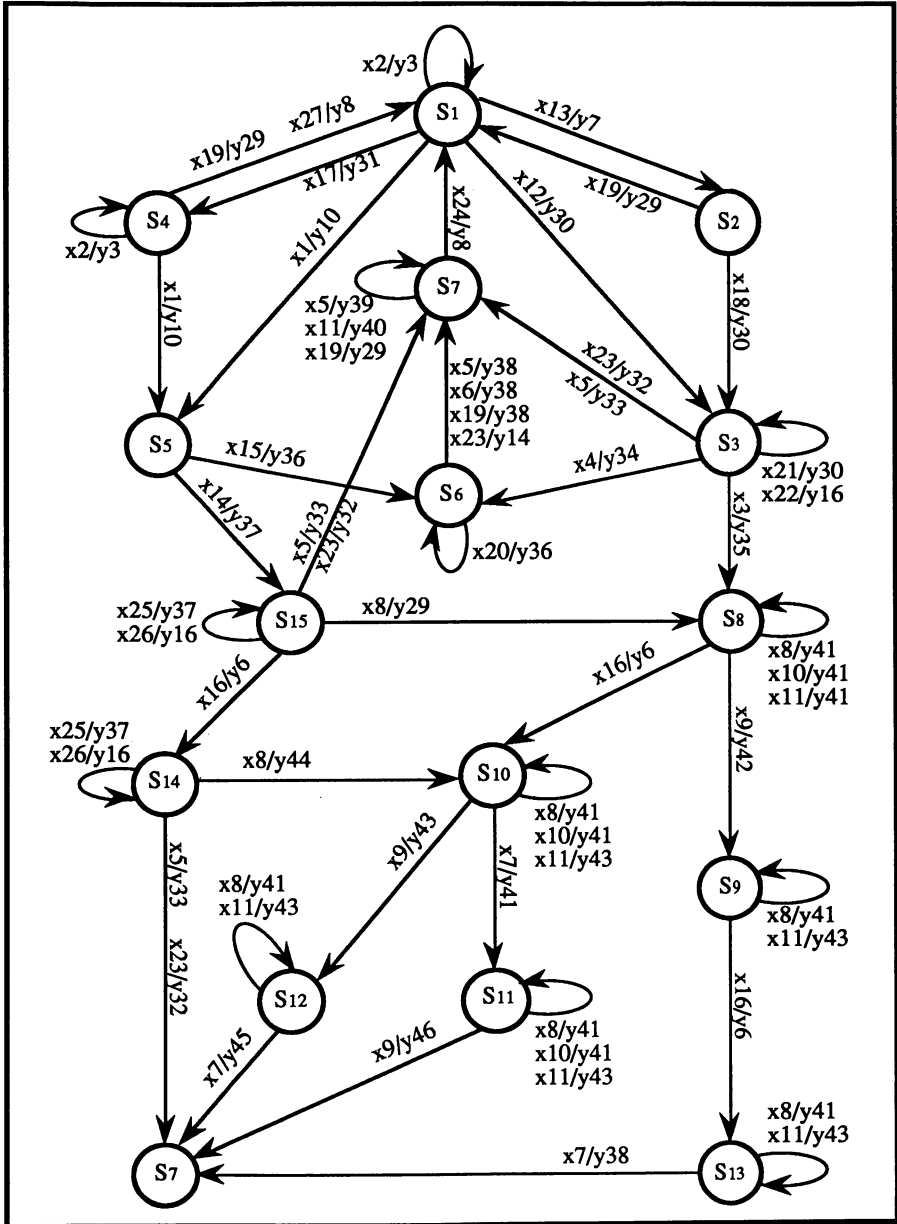 x2/y3
S1
x27/y8
x13/y7
x19/y29
x17/y31
x12/y30
x19/y29
S4
S2
x2/y3
x1/y10
x24/y8
x1/y10
x18/y30
S7
x5/y39
x11/y40
x19/y29
x23/y32
x5/y33
x5/y38
x6/y38
x19/y38
x23/y14
S5
S3
x15/y36
x4/y34
x21/y30
x22/y16
S6
x14/y37
x5/y33
x23/y32
x20/y36
x3/y35
x25/y37
x26/y16
S15
x8/y29
S8
x8/y41
x10/y41
x11/y41
x16/y6
x16/y6
x9/y42
x25/y37
x26/y16
S14
x8/y44
S10
x8/y41
x10/y41
x11/y43
x9/y43
x7/y41
x5/y33
x23/y32
x8/y41
x11/y43
S9
x8/y41
x11/y43
S12
S11
x8/y41
x10/y41
x11/y43
x16/y6
x7/y45
x9/y46
x8/y41
x11/y43
S7
x7/y38
S13